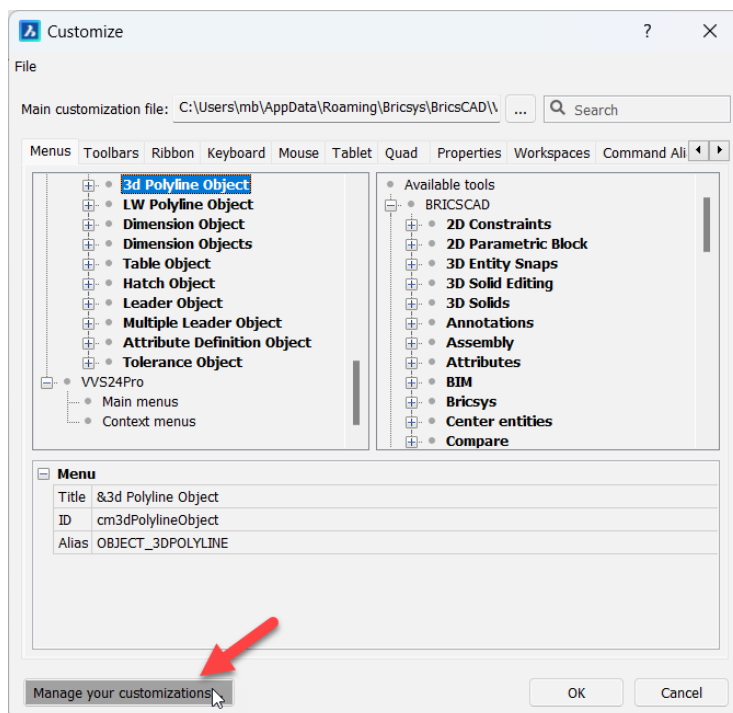 Customize ?
File
Main customization file: C:\Users\mb\AppData\Roaming\Bricsys\BricsCAD\\ ... Search
Menus Toolbars Ribbon Keyboard Mouse Tablet Quad Properties Workspaces Command Ali
3d Polyline Object
LW Polyline Object
Dimension Object
Dimension Objects
Table Object
Hatch Object
Leader Object
Multiple Leader Object
Attribute Definition Object
Tolerance Object
VVS24Pro
Main menus
Context menus
Available tools
BRICSCAD
2D Constraints
2D Parametric Block
3D Entity Snaps
3D Solid Editing
3D Solids
Annotations
Assembly
Attributes
BIM
Bricsys
Center entities
Compare
Menu
Title &3d Polyline Object
ID cm3dPolylineObject
Alias OBJECT_3DPOLYLINE
Manage your customizations
OK Cancel